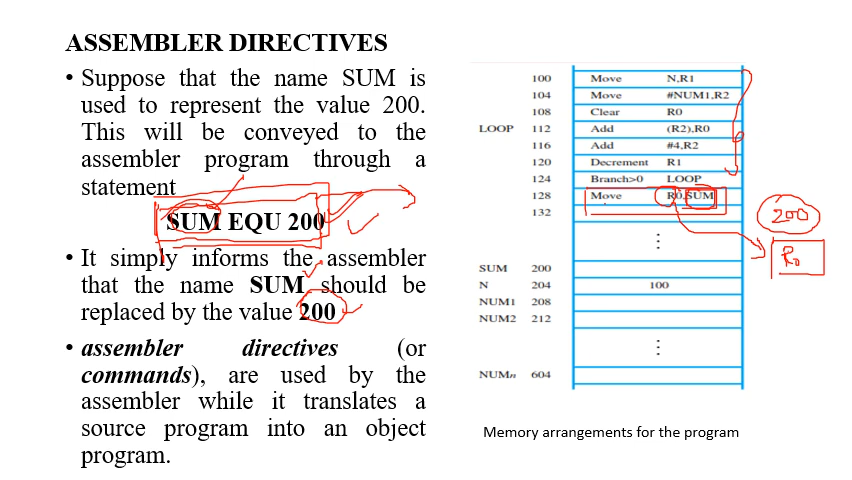 ASSEMBLER DIRECTIVES
• Suppose that the name SUM is
used to represent the value 200.
This will be conveyed to the
assembler program through a
statement
SUM EQU 200
• It simply informs the assembler
that the name SUM should be
replaced by the value 200
• assembler directives (or
commands), are used by the
assembler while it translates a
source program into an object
program.
100 Move N,R1
104 Move #NUM1,R2
108 Clear R0
LOOP 112 Add (R2),R0
116 Add #4,R2
120 Decrement R1
124 Branch>0 LOOP
128 Move R0,SUM
132
200
R0
SUM 200
N 204 100
NUM1 208
NUM2 212
NUMn 604
Memory arrangements for the program